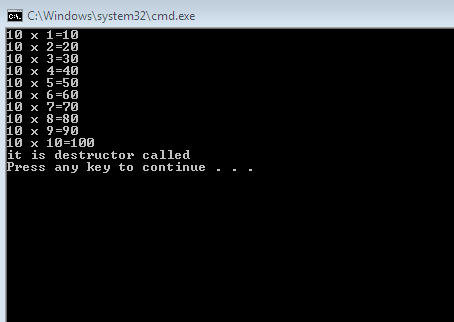 C:\Windows\system32\cmd.exe
10 x 1=10
10 x 2=20
10 x 3=30
10 x 4=40
10 x 5=50
10 x 6=60
10 x 7=70
10 x 8=80
10 x 9=90
10 x 10=100
it is destructor called
Press any key to continue . . .